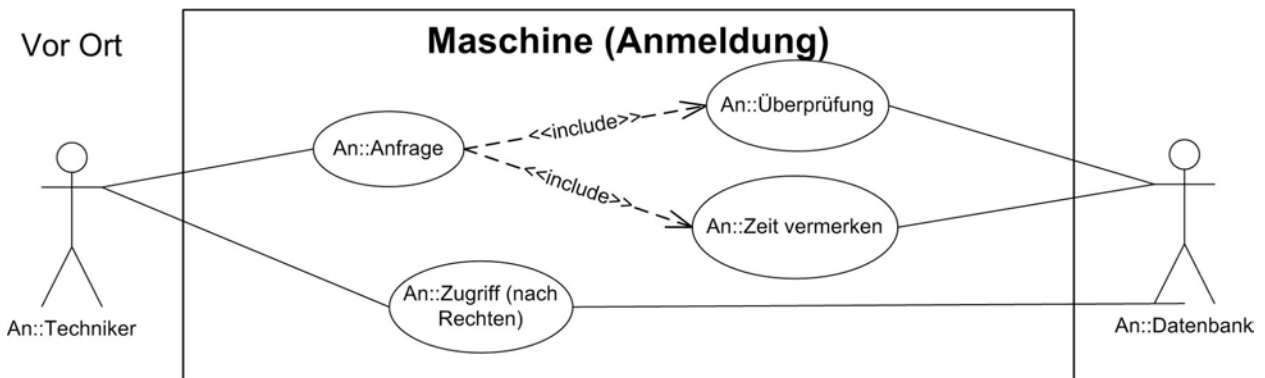 Vor Ort
Maschine (Anmeldung)
An::Überprüfung
<<include>>
An::Anfrage
<<include>>
An::Zeit vermerken
An::Zugriff (nach
Rechten)
An::Techniker
An::Datenbank